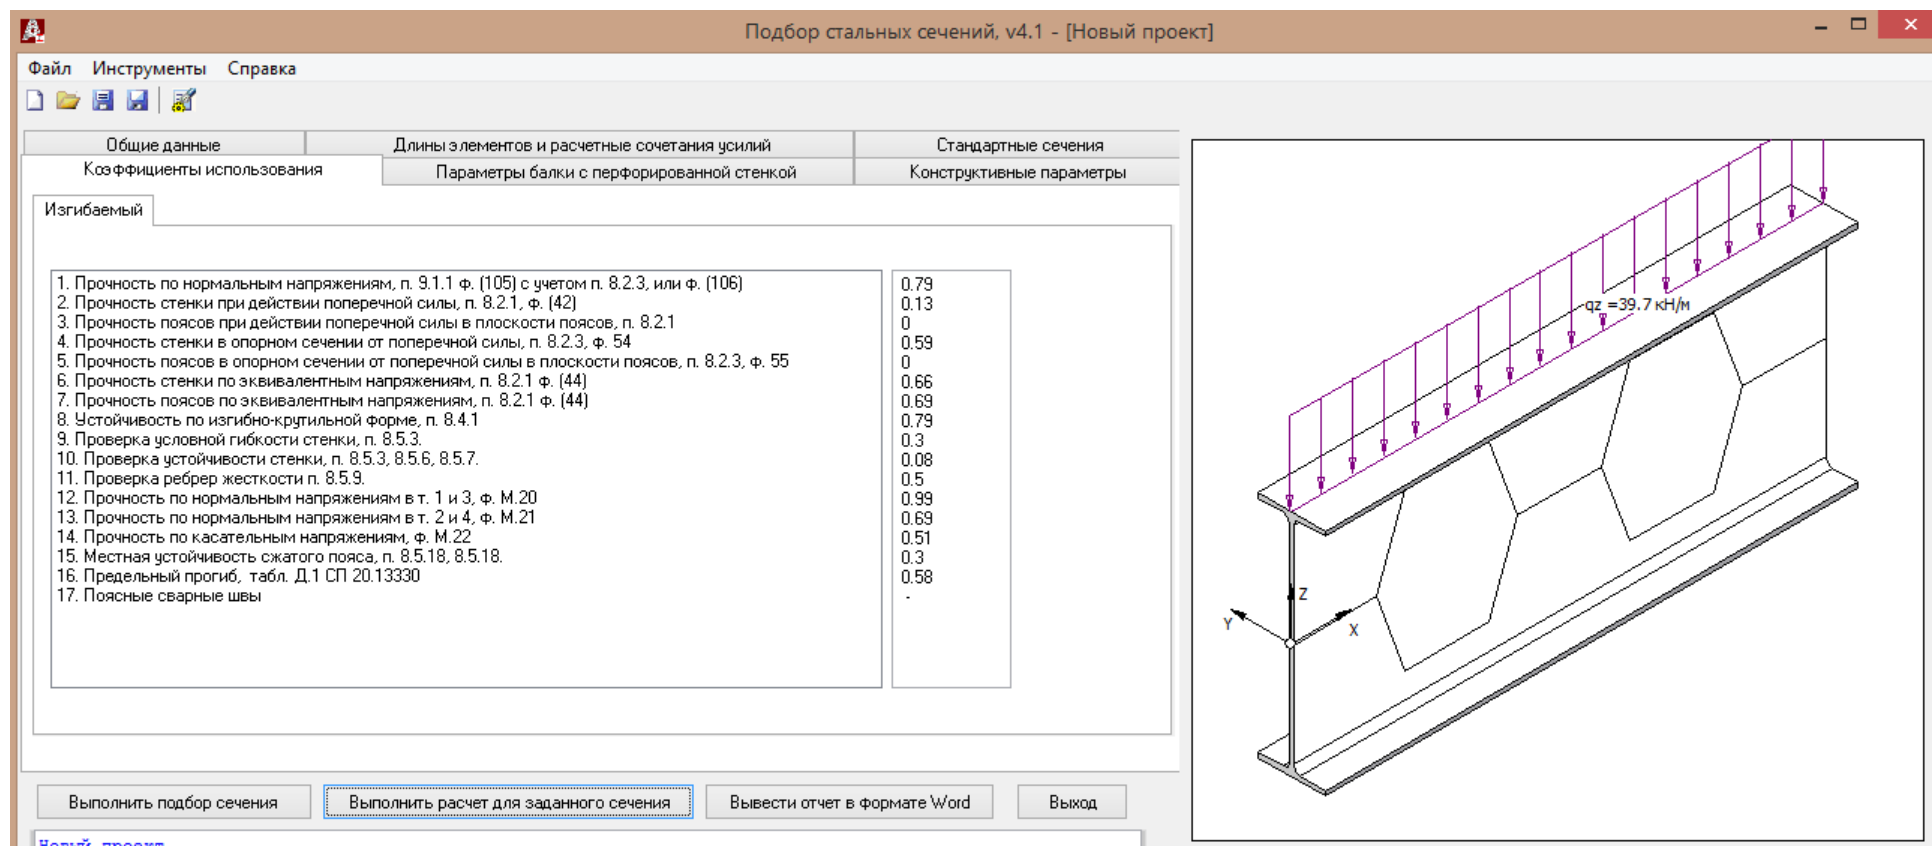 Подбор стальных сечений, v4.1 - [Новый проект]
Файл Инструменты Справка
Общие данные Длины элементов и расчетные сочетания усилий Стандартные сечения
Коэффициенты использования Параметры балки с перфорированной стенкой Конструктивные параметры
Изгибаемый
1. Прочность по нормальным напряжениям, п. 9.1.1 ф. (105) с учетом п. 8.2.3, или ф. (106) 0.79
2. Прочность стенки при действии поперечной силы, п. 8.2.1, ф. (42) 0.13
3. Прочность поясов при действии поперечной силы в плоскости поясов, п. 8.2.1 0
4. Прочность стенки в опорном сечении от поперечной силы, п. 8.2.3, ф. 54 0.59
5. Прочность поясов в опорном сечении от поперечной силы в плоскости поясов, п. 8.2.3, ф. 55 0
6. Прочность стенки по эквивалентным напряжениям, п. 8.2.1 ф. (44) 0.66
7. Прочность поясов по эквивалентным напряжениям, п. 8.2.1 ф. (44) 0.69
8. Устойчивость по изгибно-крутильной форме, п. 8.4.1 0.79
9. Проверка условной гибкости стенки, п. 8.5.3. 0.3
10. Проверка устойчивости стенки, п. 8.5.3, 8.5.6, 8.5.7. 0.08
11. Проверка ребрер жесткости п. 8.5.9. 0.5
12. Прочность по нормальным напряжениям в т. 1 и 3, ф. М.20 0.99
13. Прочность по нормальным напряжениям в т. 2 и 4, ф. М.21 0.69
14. Прочность по касательным напряжениям, ф. М.22 0.51
15. Местная устойчивость сжатого пояса, п. 8.5.18, 8.5.18. 0.3
16. Предельный прогиб, табл. Д.1 СП 20.13330 0.58
17. Поясные сварные швы -
qz =39.7 кН/м
Z
Y
X
Выполнить подбор сечения Выполнить расчет для заданного сечения Вывести отчет в формате Word Выход
Новый проект